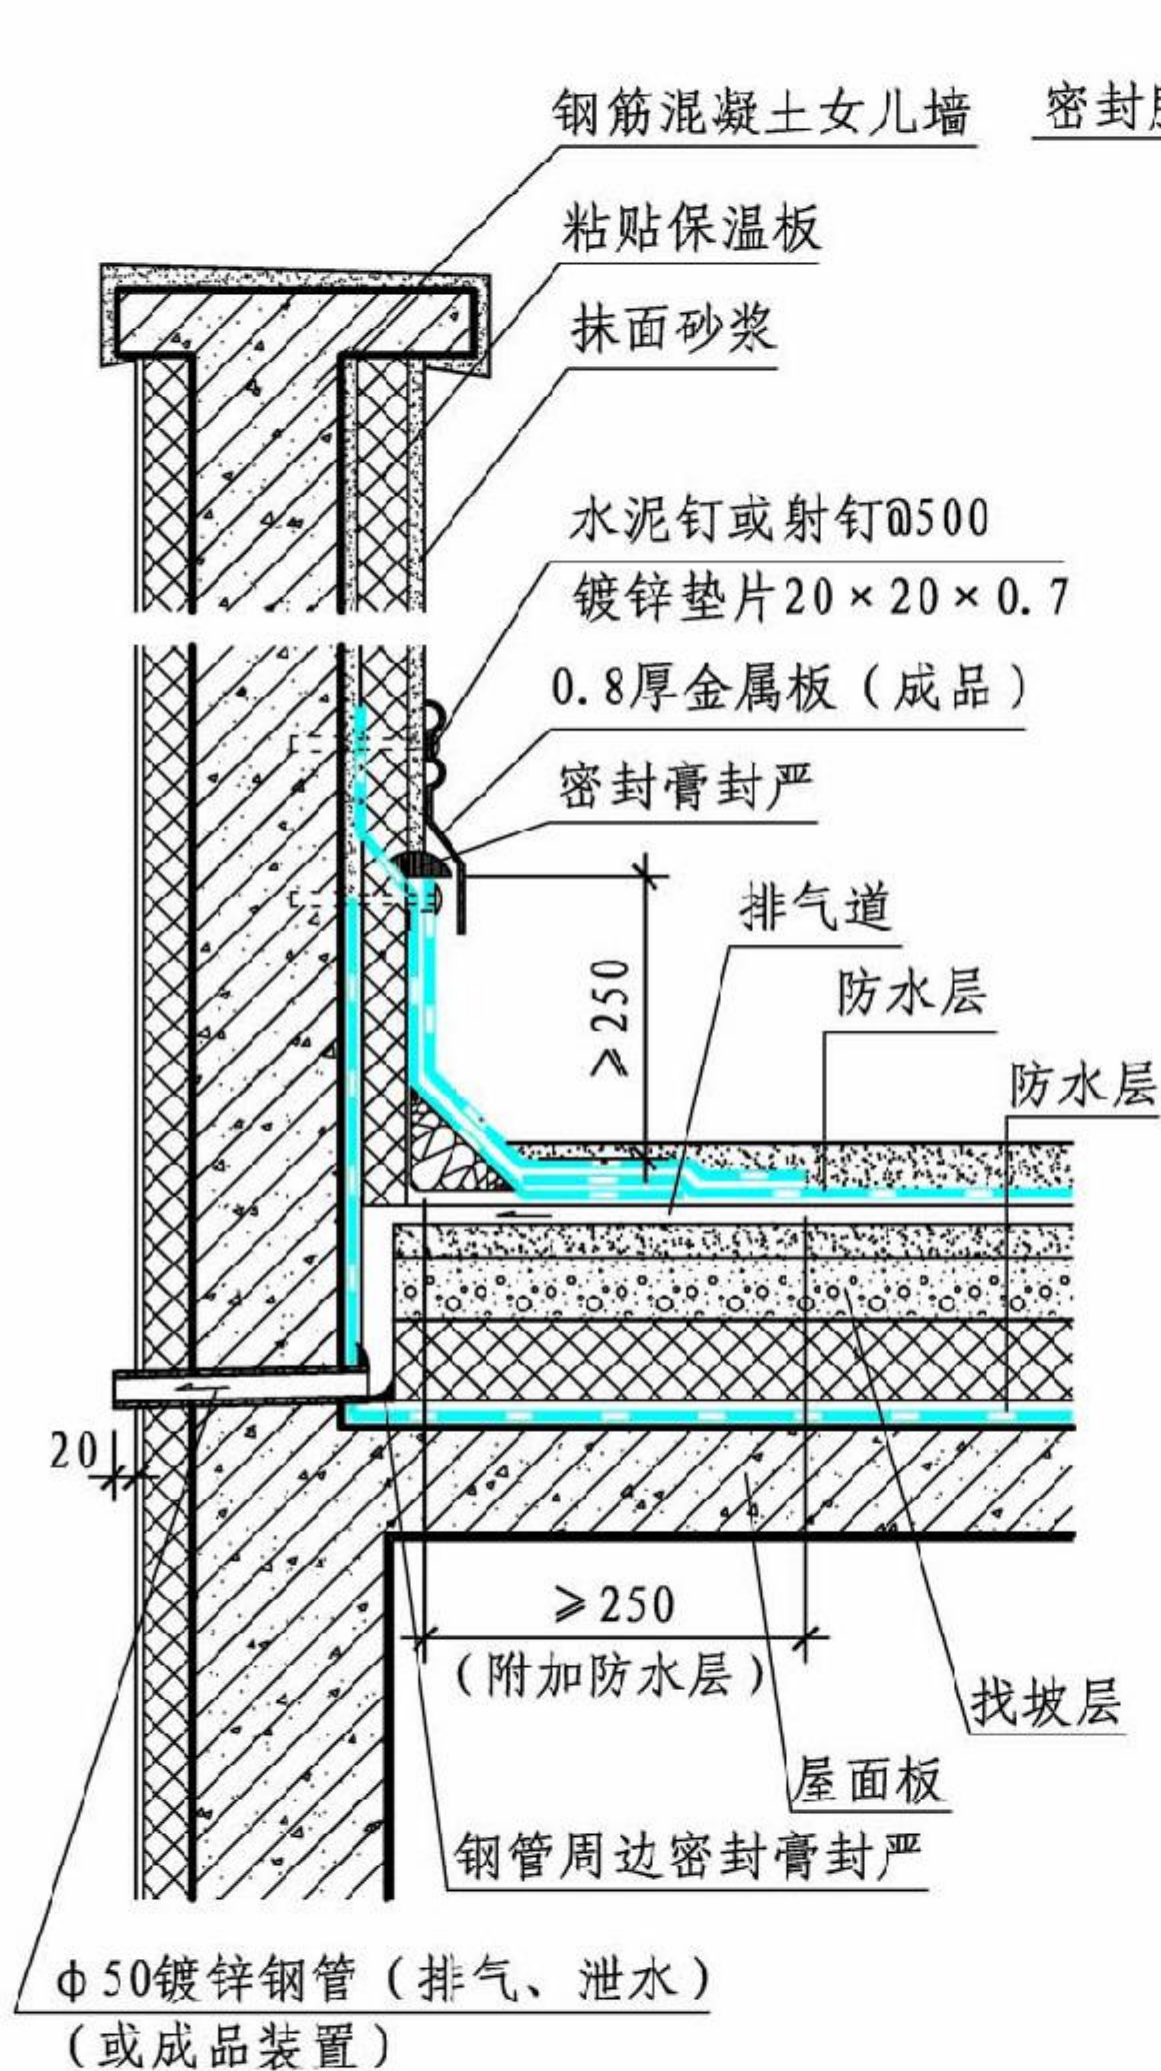 钢筋混凝土女儿墙
密封
粘贴保温板
抹面砂浆
水泥钉或射钉@500
镀锌垫片20×20×0.7
0.8厚金属板(成品)
密封膏封严
排气道
≥250
防水层
防水层
20
≥250
(附加防水层)
找坡层
屋面板
钢管周边密封膏封严
ф50镀锌钢管(排气、泄水)
(或成品装置)